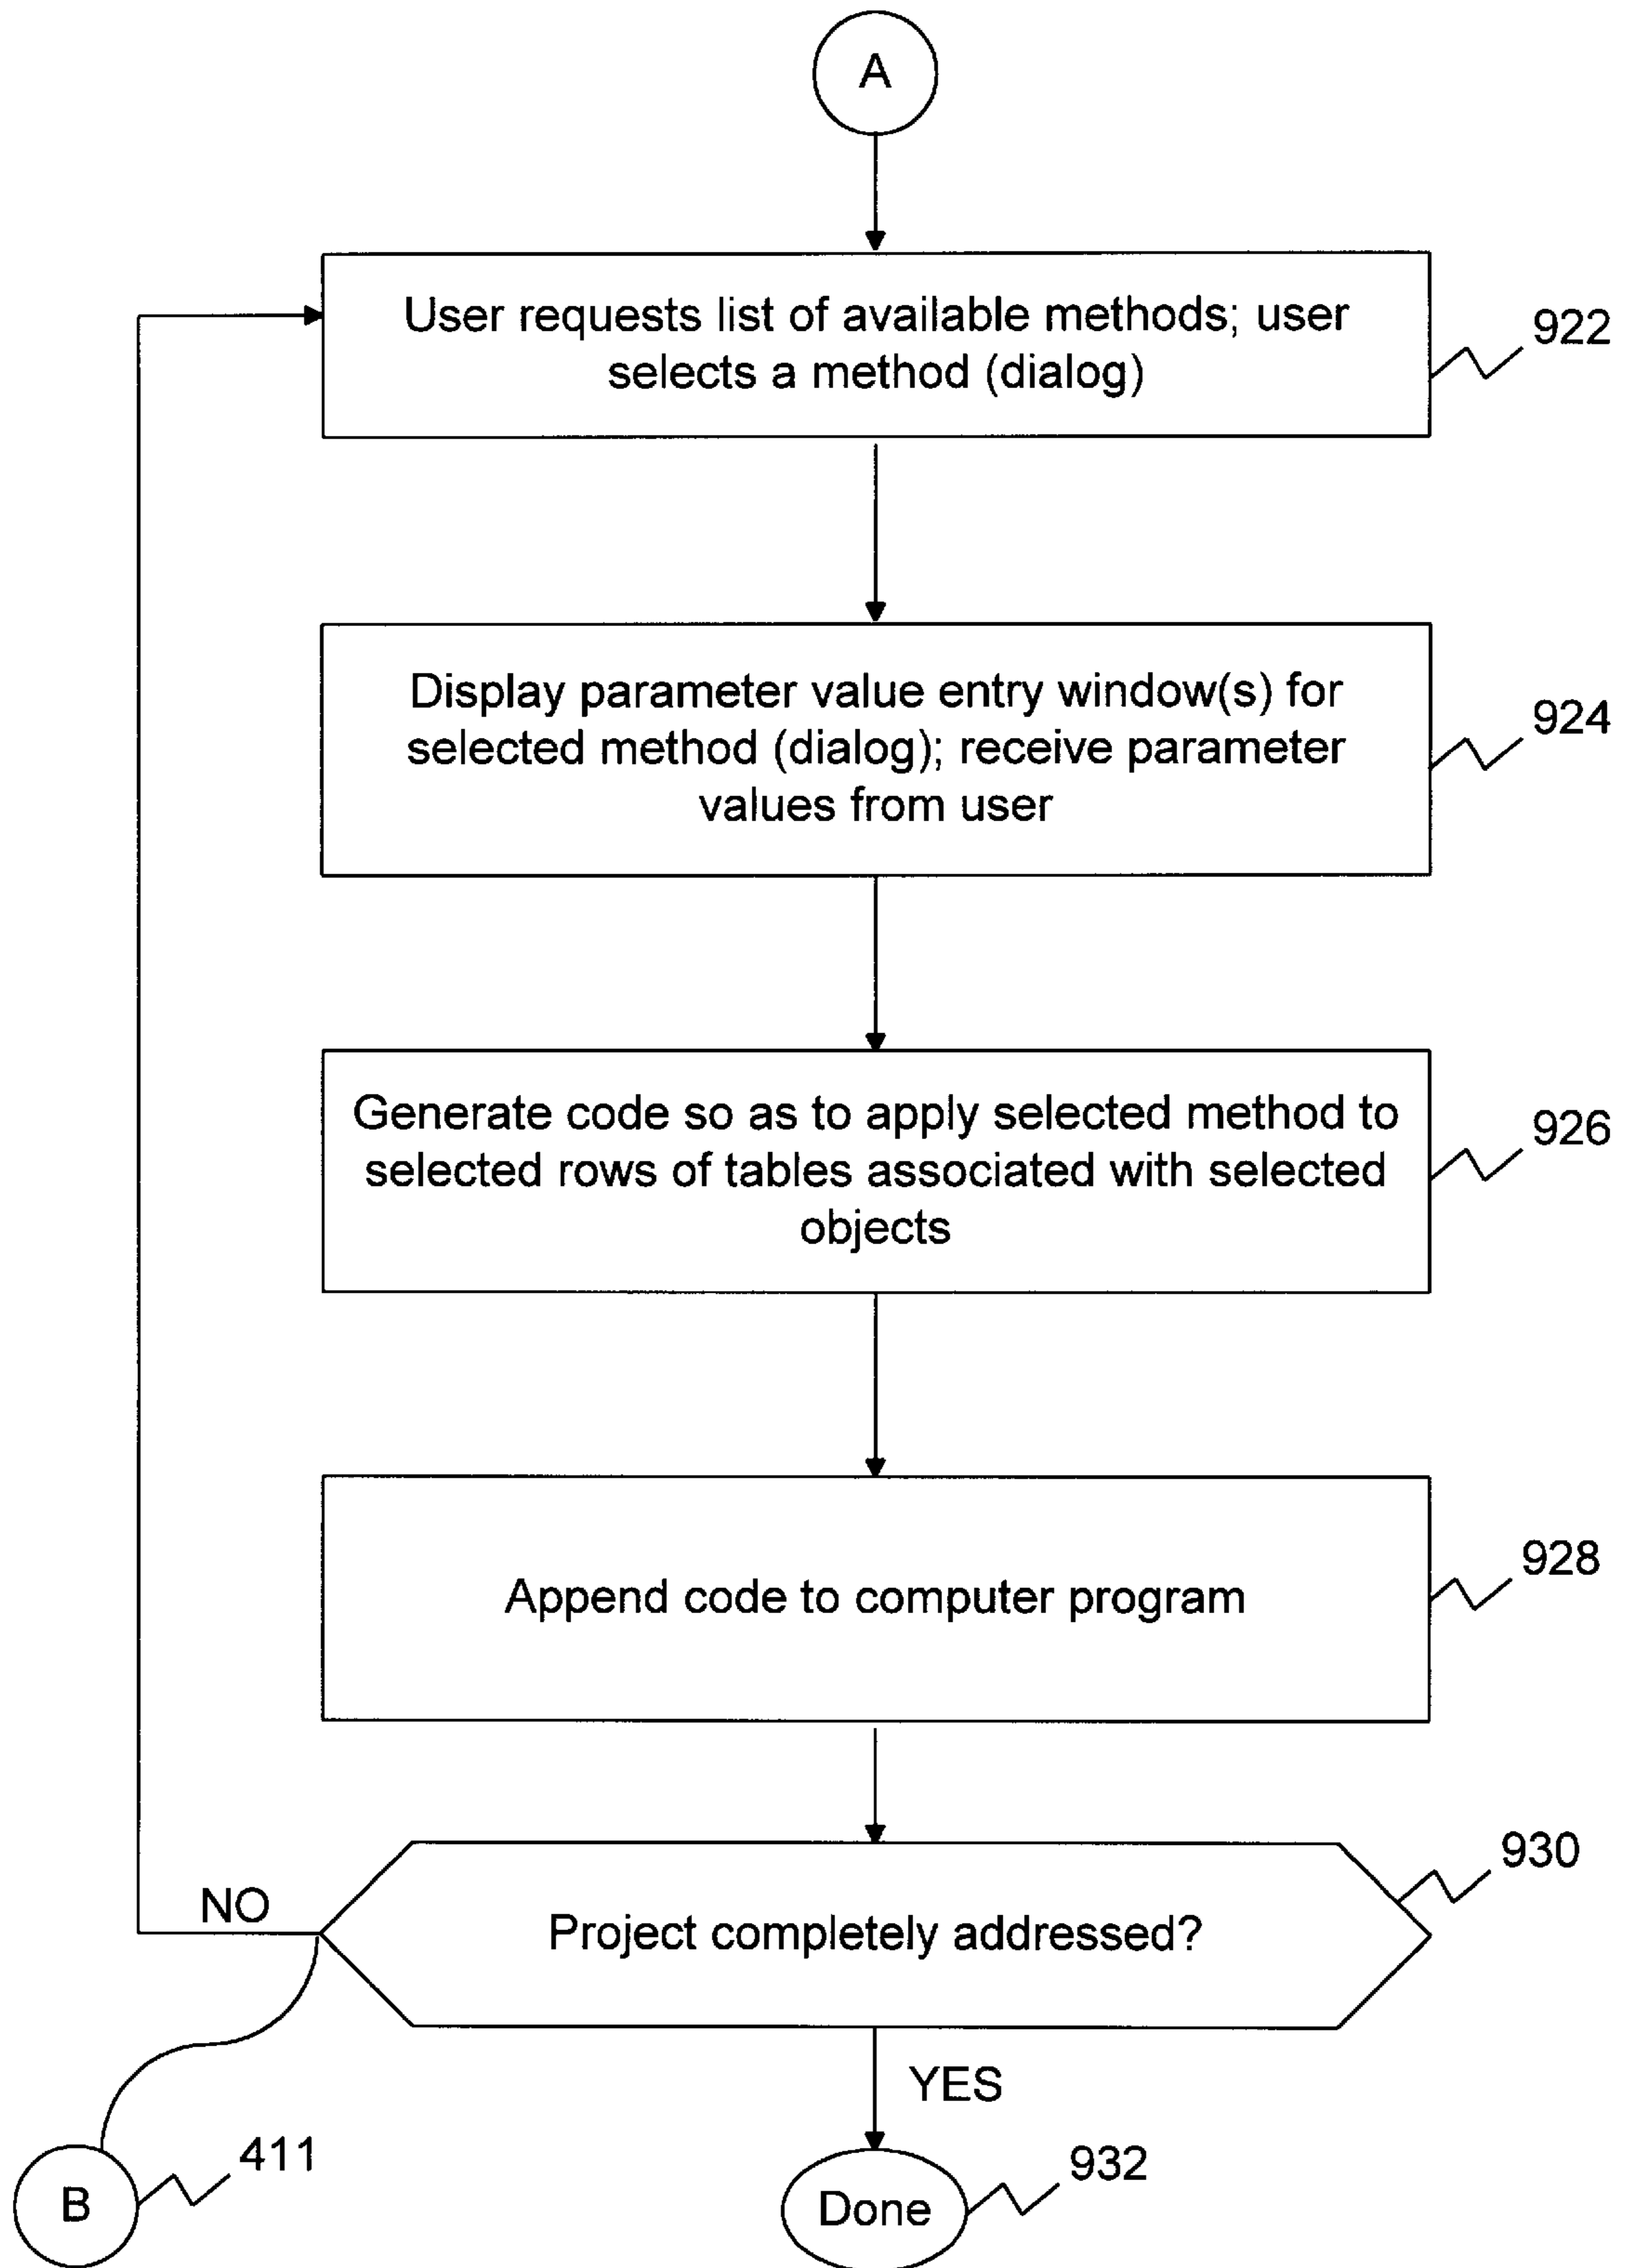 A
User requests list of available methods; user
selects a method (dialog)
922
Display parameter value entry window(s) for
selected method (dialog); receive parameter
values from user
924
Generate code so as to apply selected method to
selected rows of tables associated with selected
objects
926
Append code to computer program
928
930
NO
Project completely addressed?
YES
411
932
B
Done